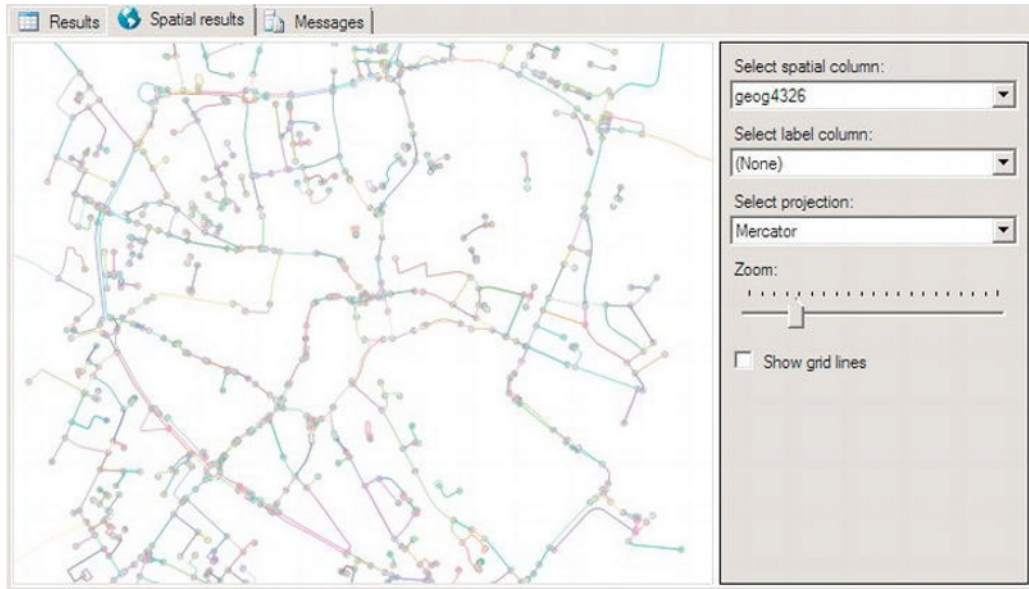 Results Spatial results Messages
Select spatial column:
geog4326
Select label column:
(None)
Select projection:
Mercator
Zoom:
Show grid lines